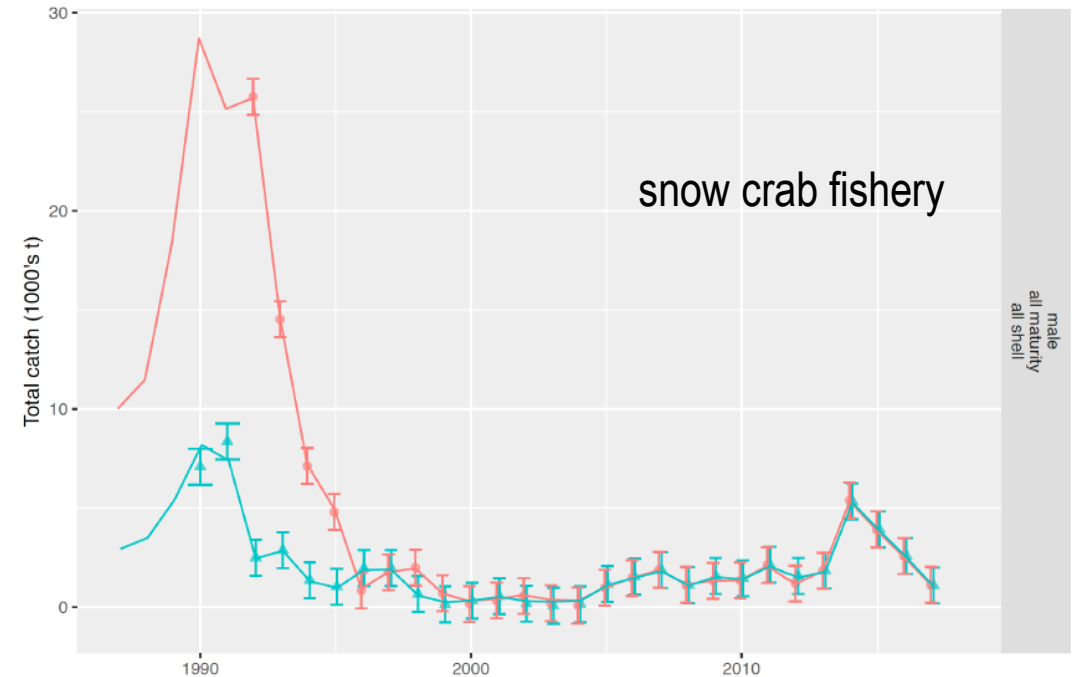 30
20
10
0
Total catch (1000's t)
snow crab fishery
male
all maturity
all shell
1990
2000
2010